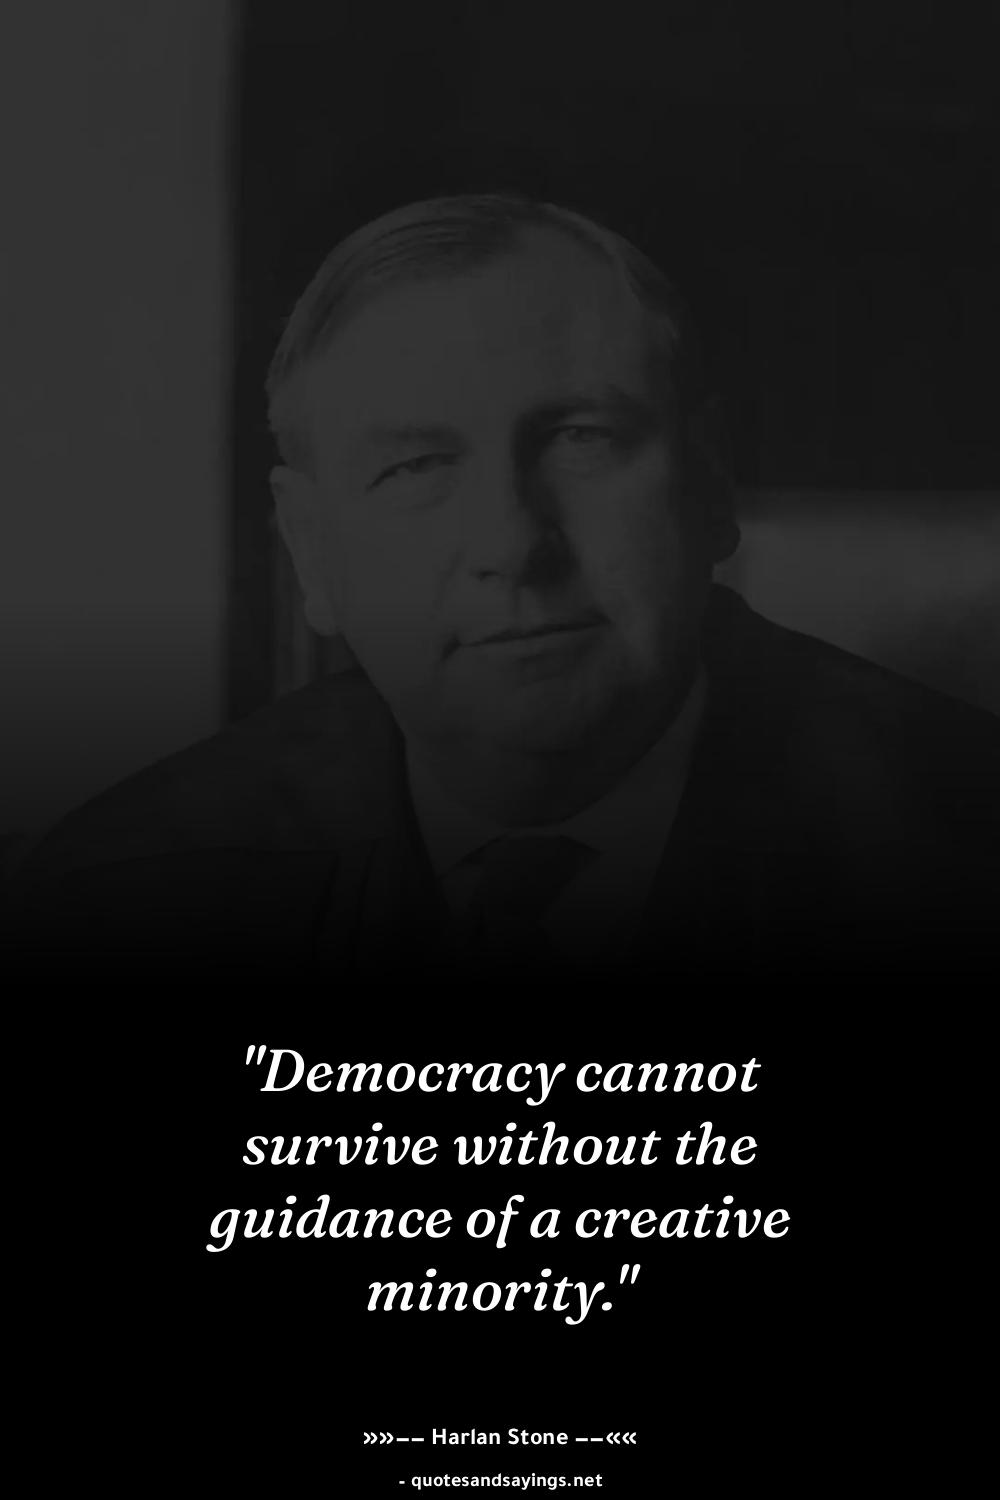 "Democracy cannot
survive without the
guidance of a creative
minority."
»»−− Harlan Stone −−««
- quotesandsayings.net